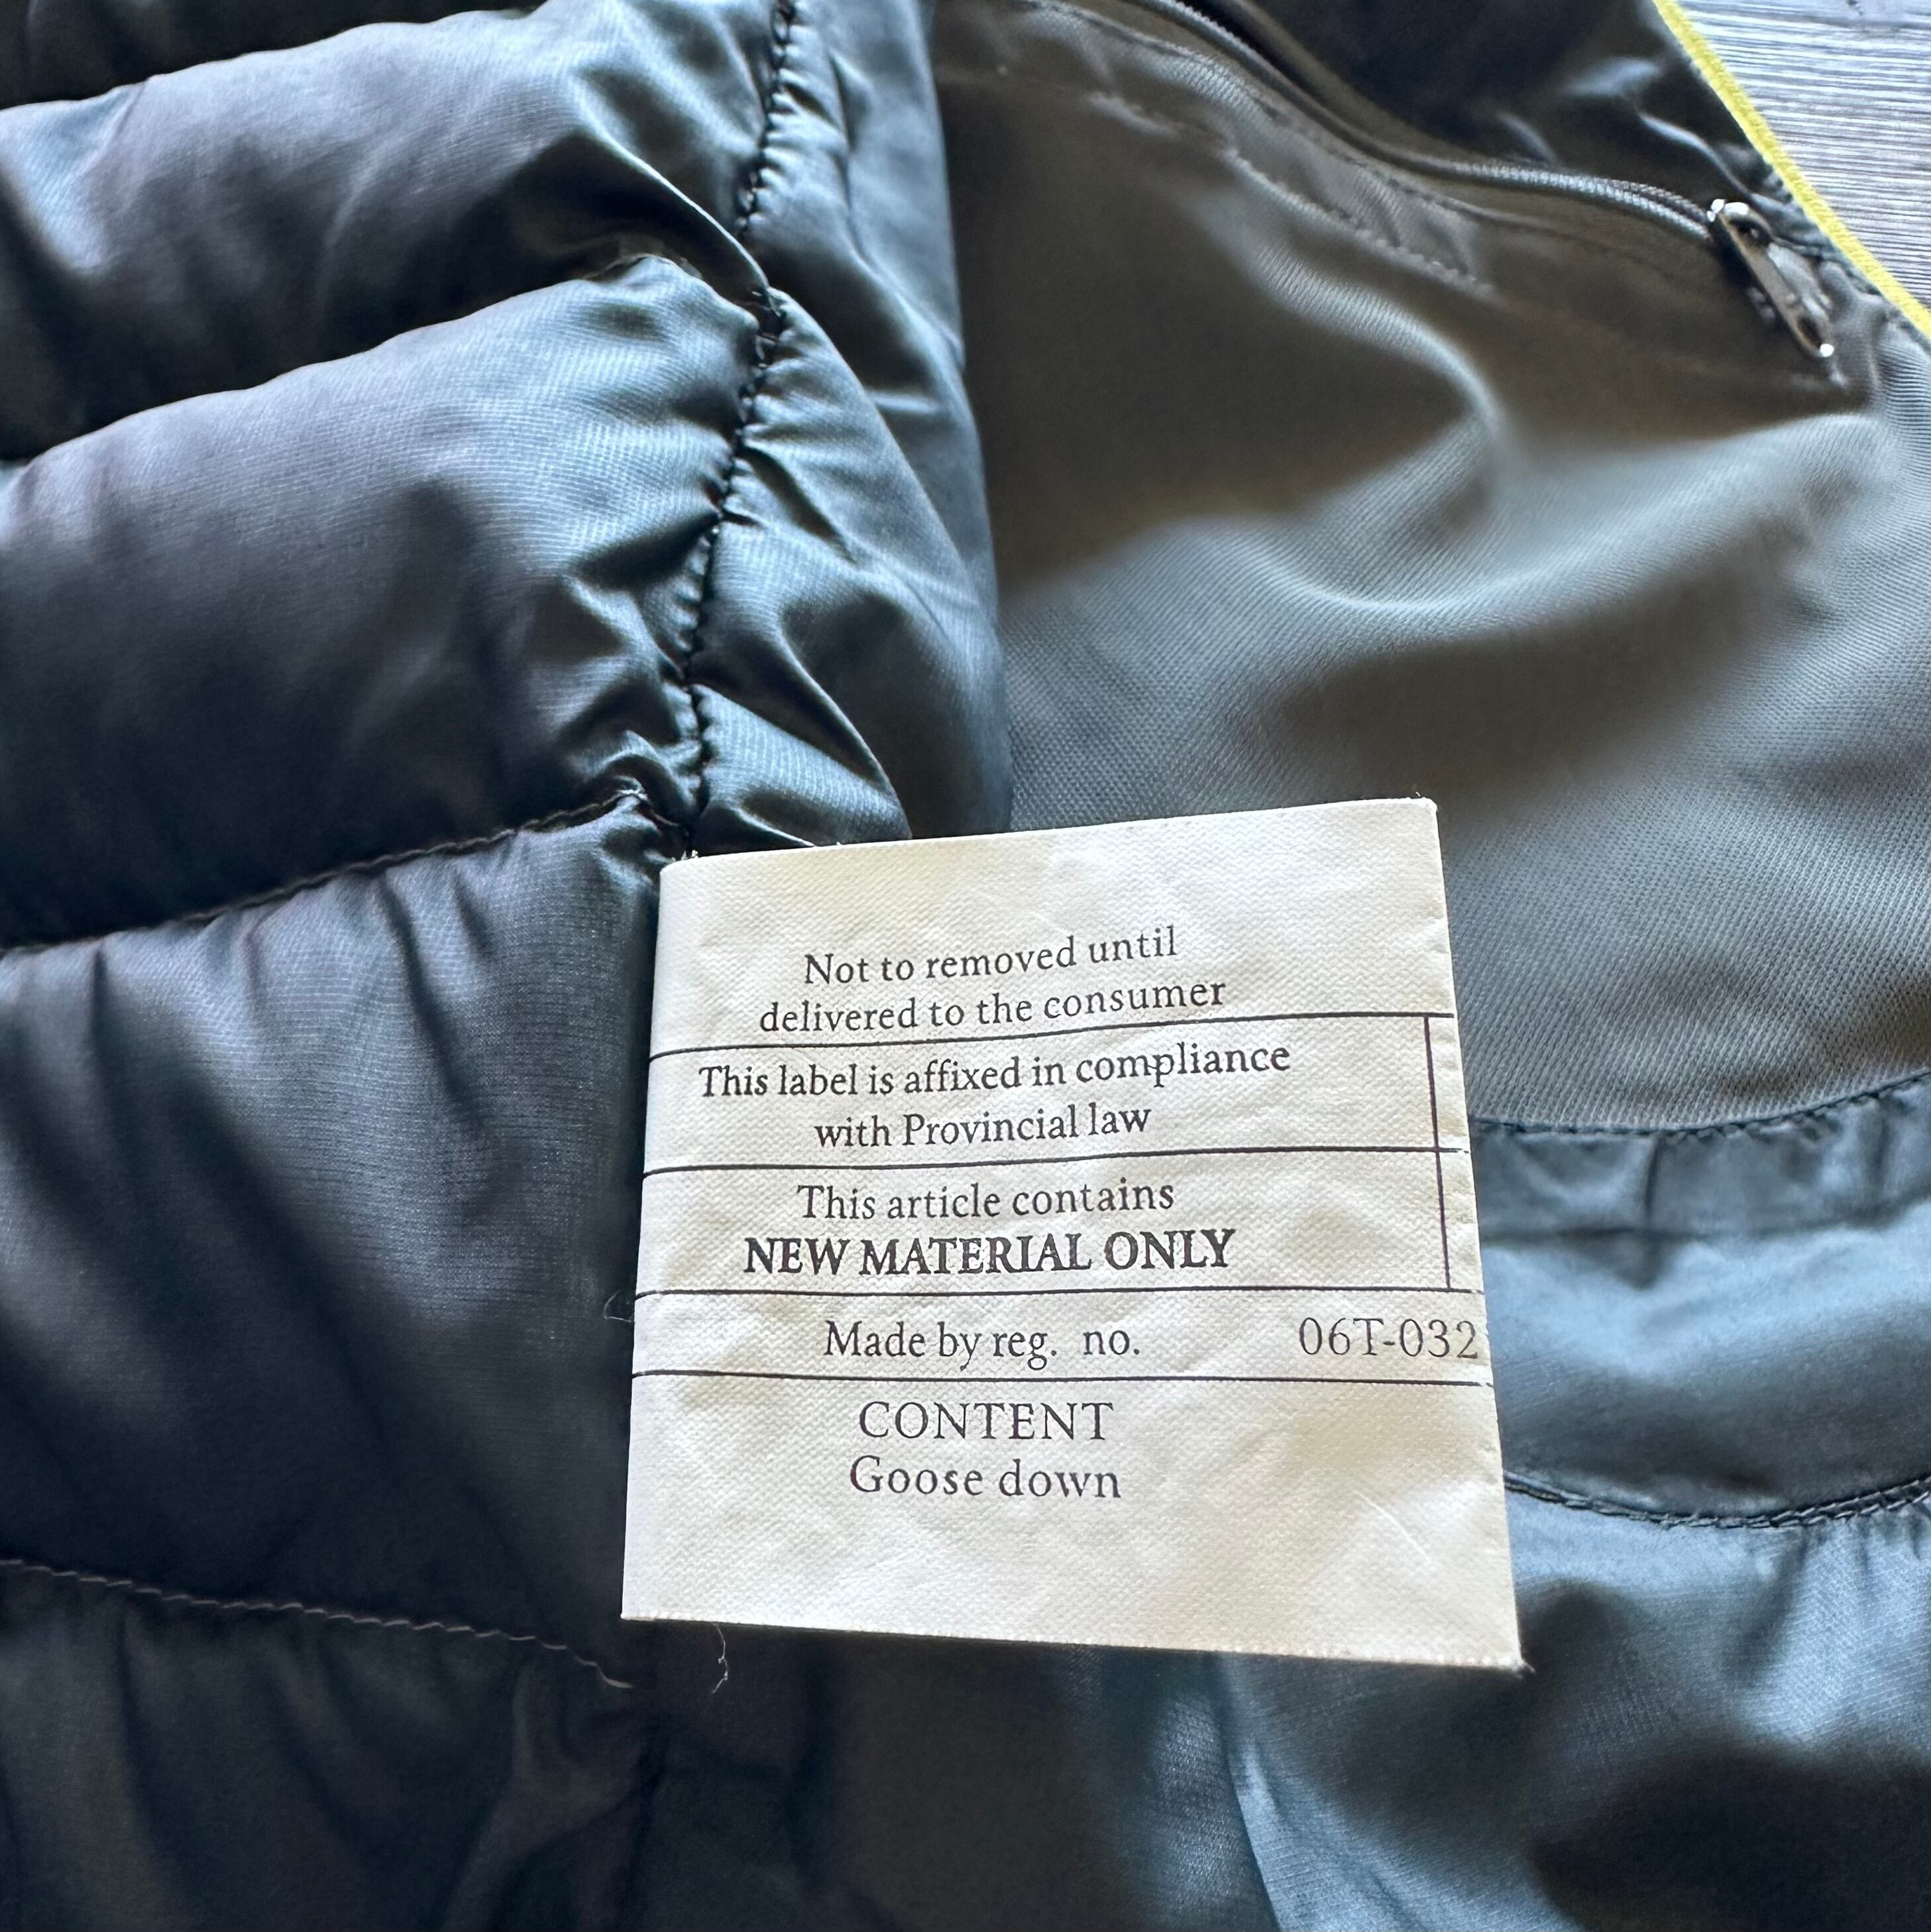 Not to removed until
delivered to the consumer
This label is affixed in compliance
with Provincial law
This article contains
NEW MATERIAL ONLY
Made by reg. no. 06T-032
CONTENT
Goose down